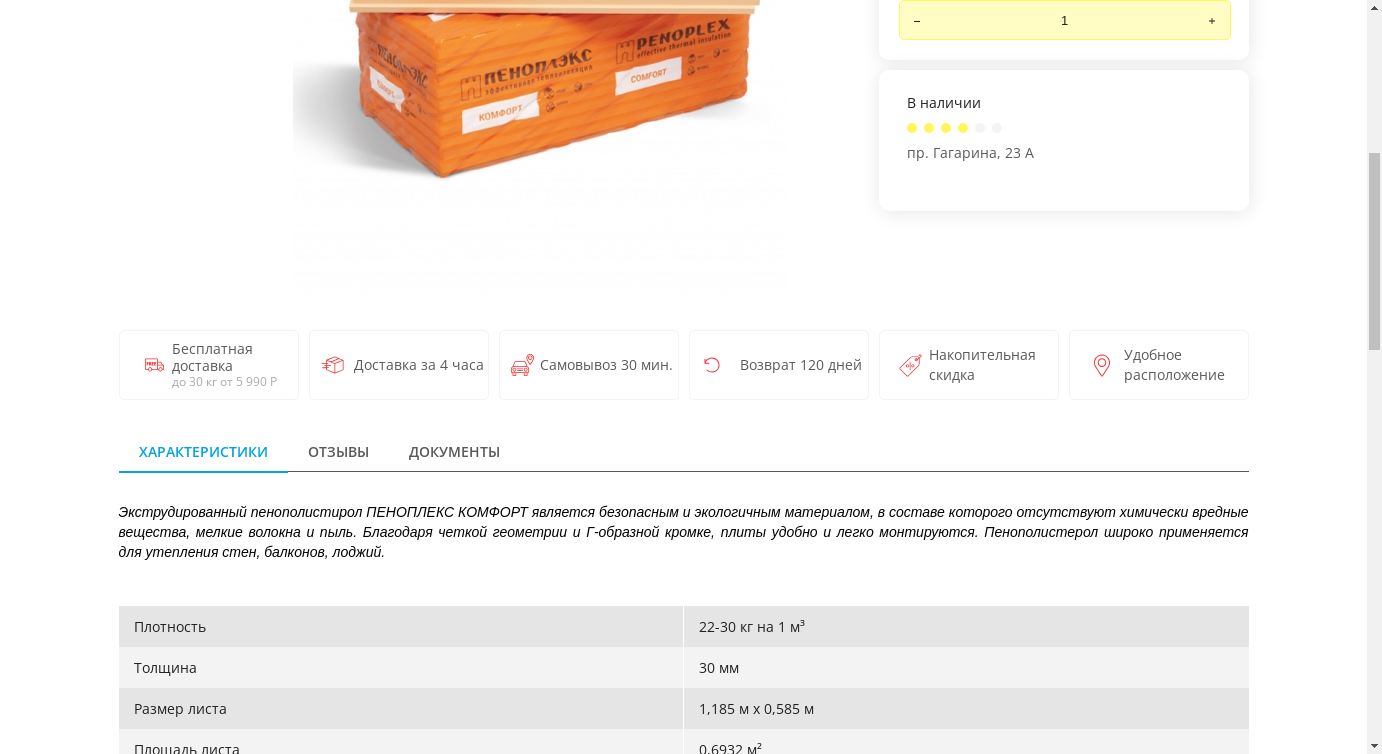 ПЕНОПЛЭКС
ПЕНОПЛЭКС
эффективная теплоизоляция
PENOPLEX
effective thermal insulation
КОМФОРТ
COMFORT
−
1
+
В наличии
пр. Гагарина, 23 А
Бесплатная
доставка
до 30 кг от 5 990 Р
Доставка за 4 часа
Самовывоз 30 мин.
Возврат 120 дней
Накопительная
скидка
Удобное
расположение
ХАРАКТЕРИСТИКИ
ОТЗЫВЫ
ДОКУМЕНТЫ
Экструдированный пенополистирол ПЕНОПЛЕКС КОМФОРТ является безопасным и экологичным материалом, в составе которого отсутствуют химически вредные
вещества, мелкие волокна и пыль. Благодаря четкой геометрии и Г-образной кромке, плиты удобно и легко монтируются. Пенополистерол широко применяется
для утепления стен, балконов, лоджий.
Плотность 22-30 кг на 1 м³
Толщина 30 мм
Размер листа 1,185 м х 0,585 м
Площадь листа 0,6932 м²